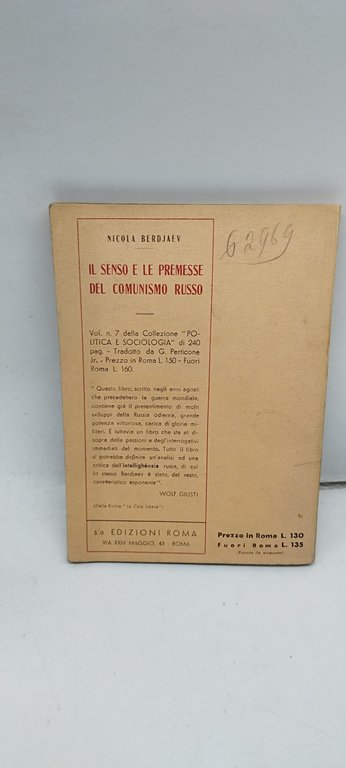 62969
NICOLA BERDJAEV
IL SENSO E LE PREMESSE
DEL COMUNISMO RUSSO
Vol. n. 7 della Collezione "PO-
LITICA E SOCIOLOGIA" di 240
pag. - Tradotto da G. Perticone
Jr. - Prezzo in Roma L. 150 - Fuori
Roma L. 160.
" Questo libro, scritto negli anni agitati
che precedettero la guerra mondiale,
contiene già il presentimento di molti
sviluppi della Russia odierna, grande
potenza vittoriosa, carica di glorie mi-
litari. È tuttavia un libro che sta al di-
sopra delle passioni e degl'interrogativi
immediati del momento. Tutto il libro
si potrebbe definire un'analisi ed una
critica dell'intellighènzia russa, di cui
lo stesso Berdiaev è stato, del resto,
caratteristico esponente ".
WOLF GIUSTI
(Dalla Rivista " La Città Libera")
s/a EDIZIONI ROMA
VIA XXIV MAGGIO, 43 - ROMA
Prezzo in Roma L. 130
Fuori Roma L. 135